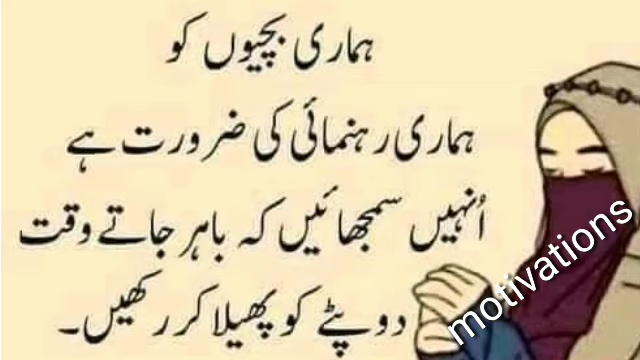 ہماری بچیوں کو
ہماری رہنمائی کی ضرورت ہے
اُنہیں سمجھائیں کہ باہر جاتے وقت
دوپٹے کو پھیلا کر رکھیں۔
motivations